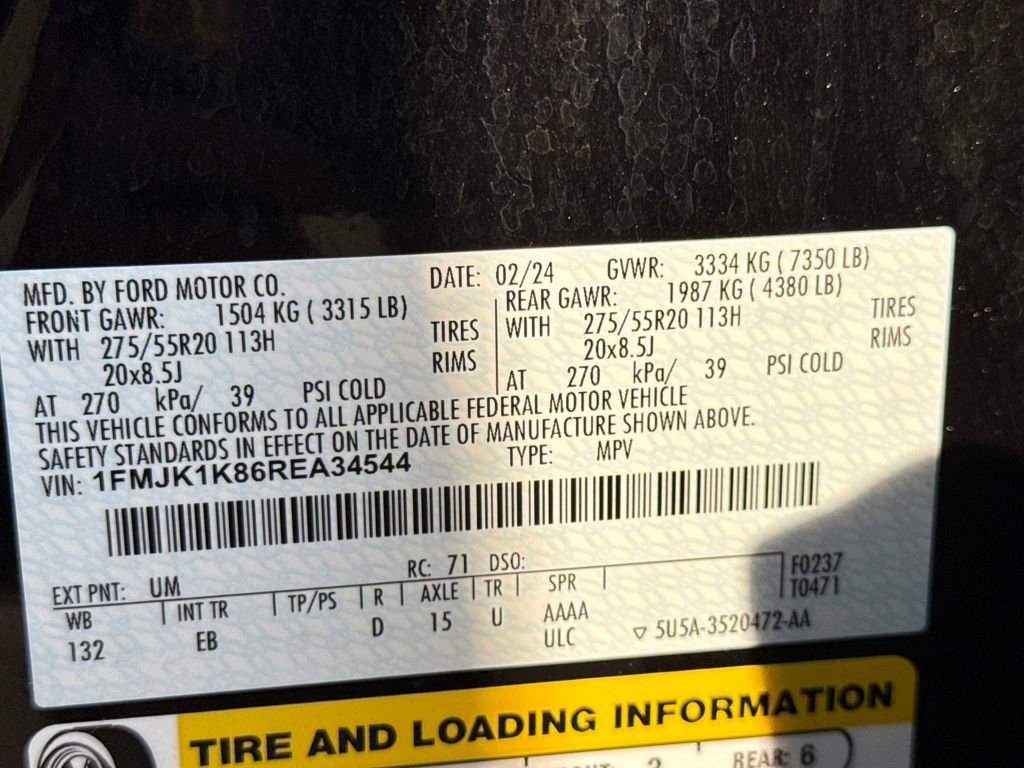 MFD. BY FORD MOTOR CO. DATE: 02/24 GVWR: 3334 KG ( 7350 LB)
FRONT GAWR: 1504 KG ( 3315 LB) REAR GAWR: 1987 KG ( 4380 LB)
WITH 275/55R20 113H TIRES WITH 275/55R20 113H TIRES
20x8.5J RIMS 20x8.5J RIMS
AT 270 kPa/ 39 PSI COLD AT 270 kPa/ 39 PSI COLD
THIS VEHICLE CONFORMS TO ALL APPLICABLE FEDERAL MOTOR VEHICLE
SAFETY STANDARDS IN EFFECT ON THE DATE OF MANUFACTURE SHOWN ABOVE.
VIN: 1FMJK1K86REA34544 TYPE: MPV
EXT PNT: UM RC: 71 DSO: F0237
WB INT TR TP/PS R AXLE TR SPR T0471
132 EB D 15 U AAAA
ULC ▽ 5U5A-3520472-AA
TIRE AND LOADING INFORMATION
REAR: 6